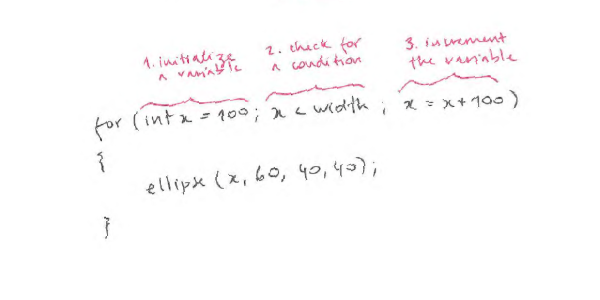 1. initialize
a variable
2. check for
a condition
3. increment
the variable
for (int x = 100; x < width ; x = x+100)
{
ellipse (x, 60, 40, 40);
}